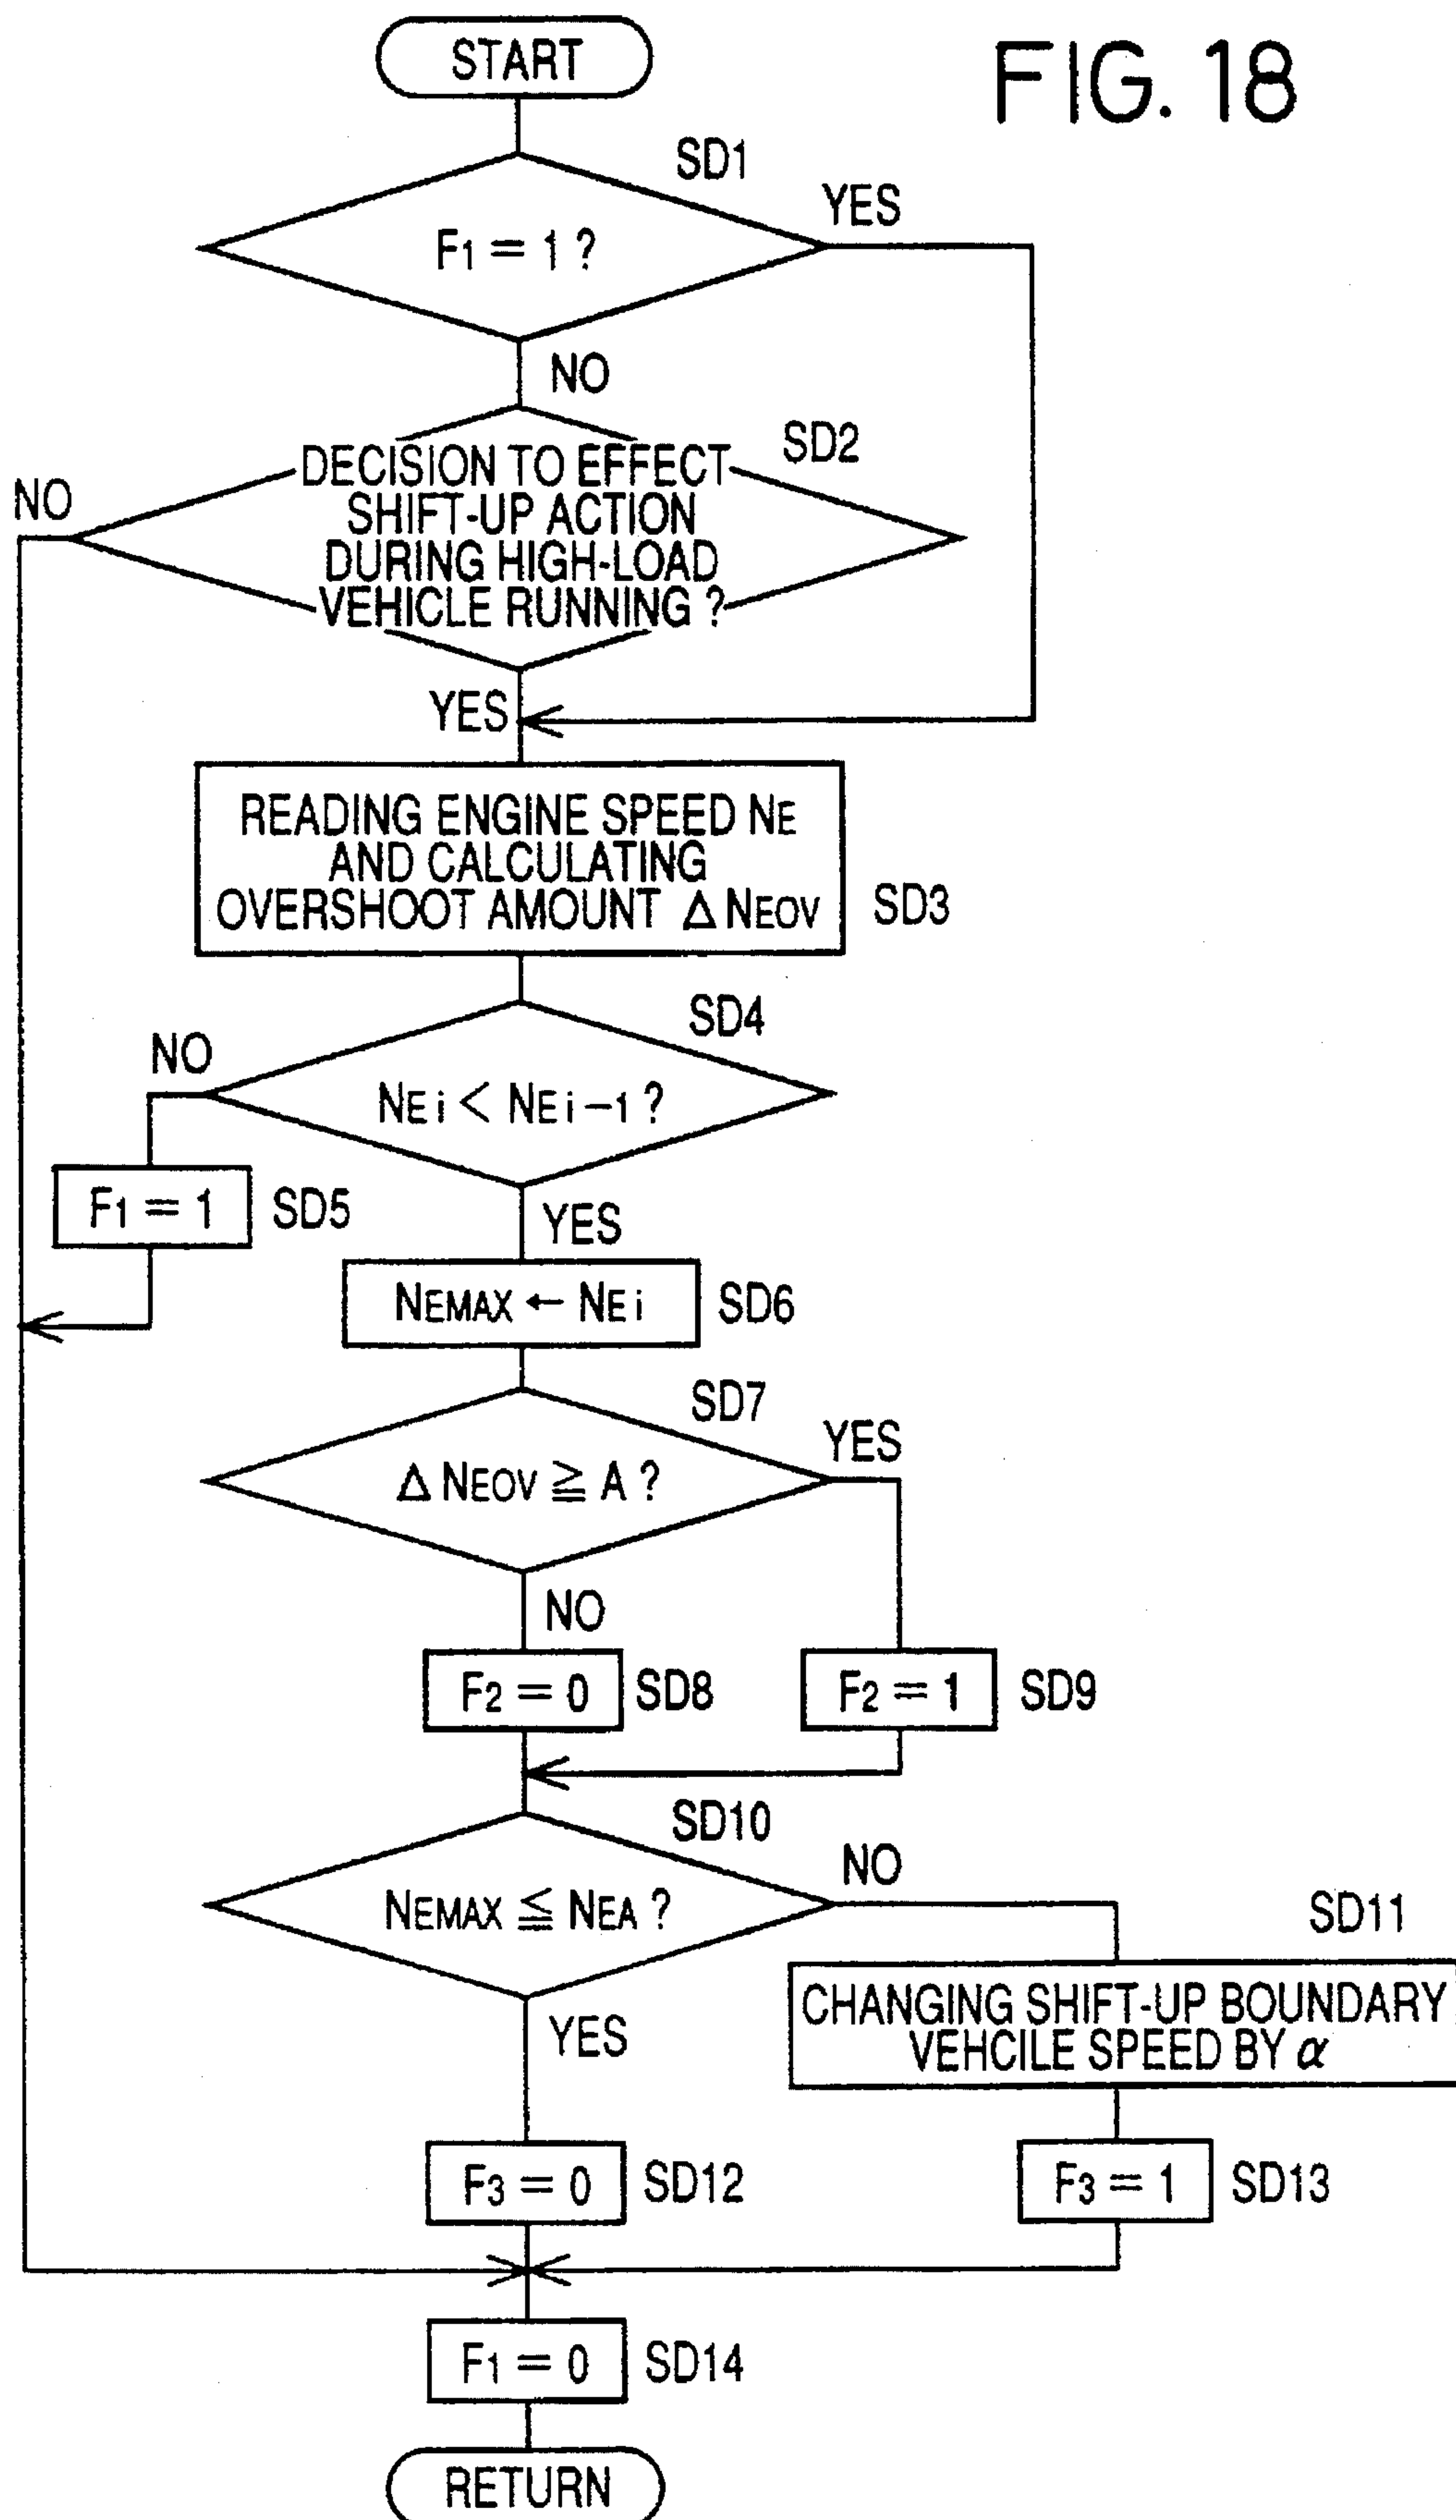 START
FIG. 18
SD1
YES
F1 = 1 ?
NO
SD2
DECISION TO EFFECT
SHIFT-UP ACTION
DURING HIGH-LOAD
VEHICLE RUNNING ?
NO
YES
READING ENGINE SPEED NE
AND CALCULATING
OVERSHOOT AMOUNT Δ NEOV
SD3
SD4
NO
NEi < NEi-1 ?
F1 = 1
SD5
YES
NEMAX ← NEi
SD6
SD7
YES
Δ NEOV ≧ A ?
NO
F2 = 0
SD8
F2 = 1
SD9
SD10
NO
NEMAX ≦ NEA ?
SD11
CHANGING SHIFT-UP BOUNDARY
VEHCILE SPEED BY α
YES
F3 = 0
SD12
F3 = 1
SD13
F1 = 0
SD14
RETURN